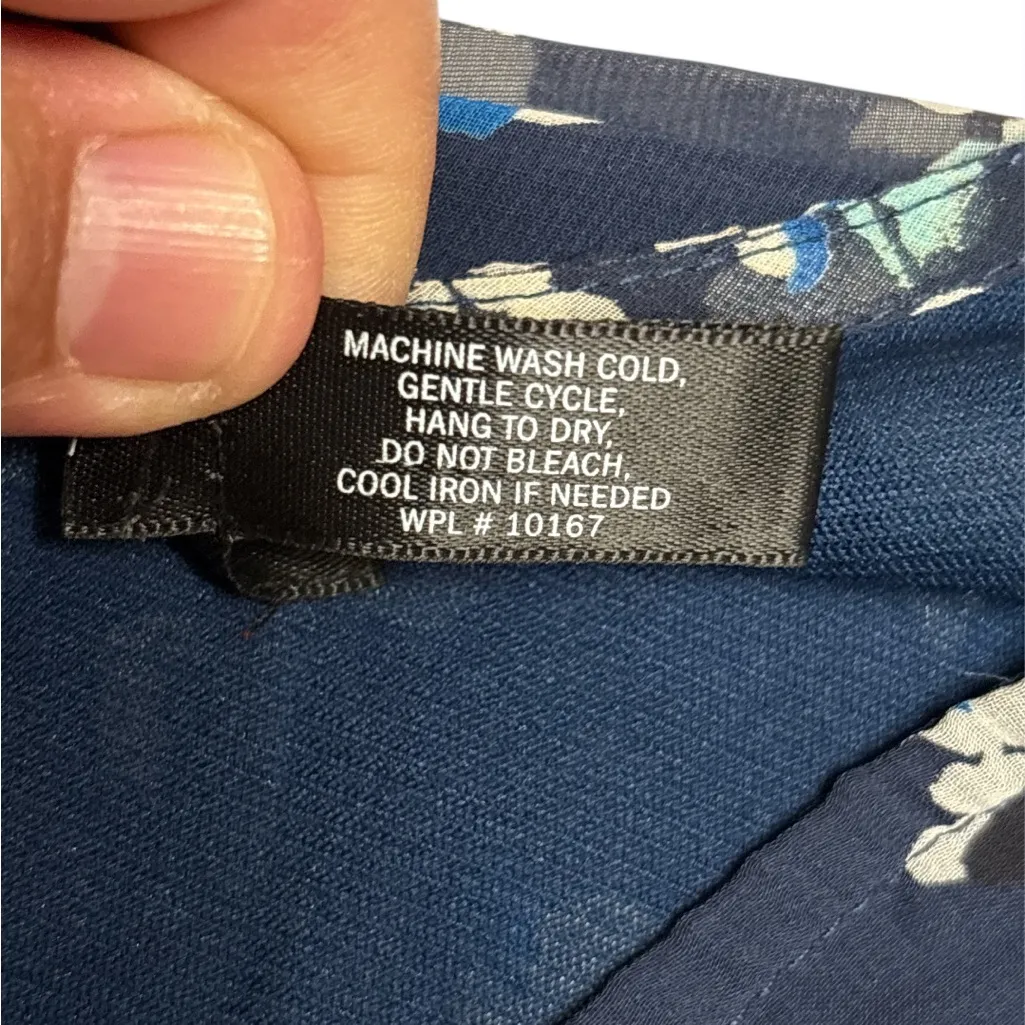 MACHINE WASH COLD,
GENTLE CYCLE,
HANG TO DRY,
DO NOT BLEACH,
COOL IRON IF NEEDED
WPL # 10167